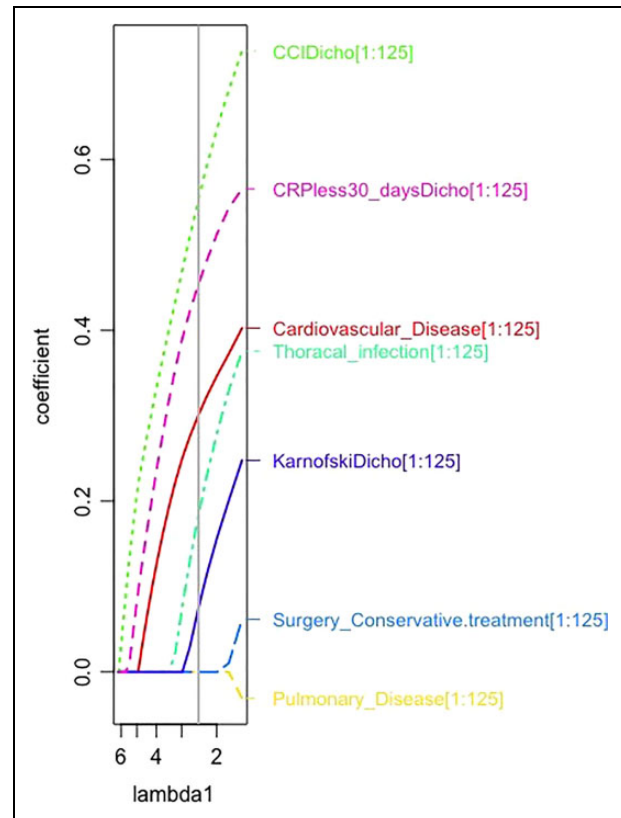 CCIDicho[1:125]
0.6
CRPless30_daysDicho[1:125]
0.4
Cardiovascular_Disease[1:125]
Thoracal_infection[1:125]
coefficient
KarnofskiDicho[1:125]
0.2
Surgery_Conservative.treatment[1:125]
0.0
Pulmonary_Disease[1:125]
6 4 2
lambda1